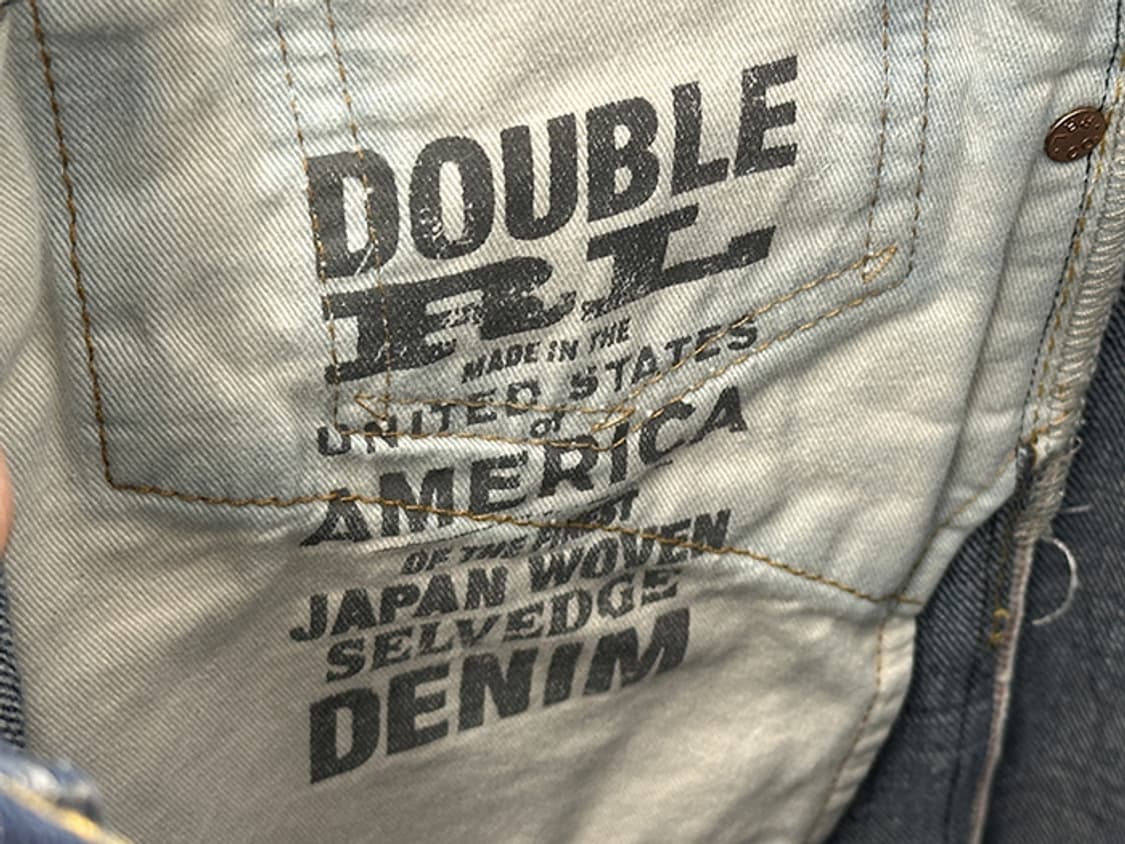 DOUBLE
RL
MADE IN THE
UNITED STATES
OF
AMERICA
OF THE FINEST
JAPAN WOVEN
SELVEDGE
DENIM